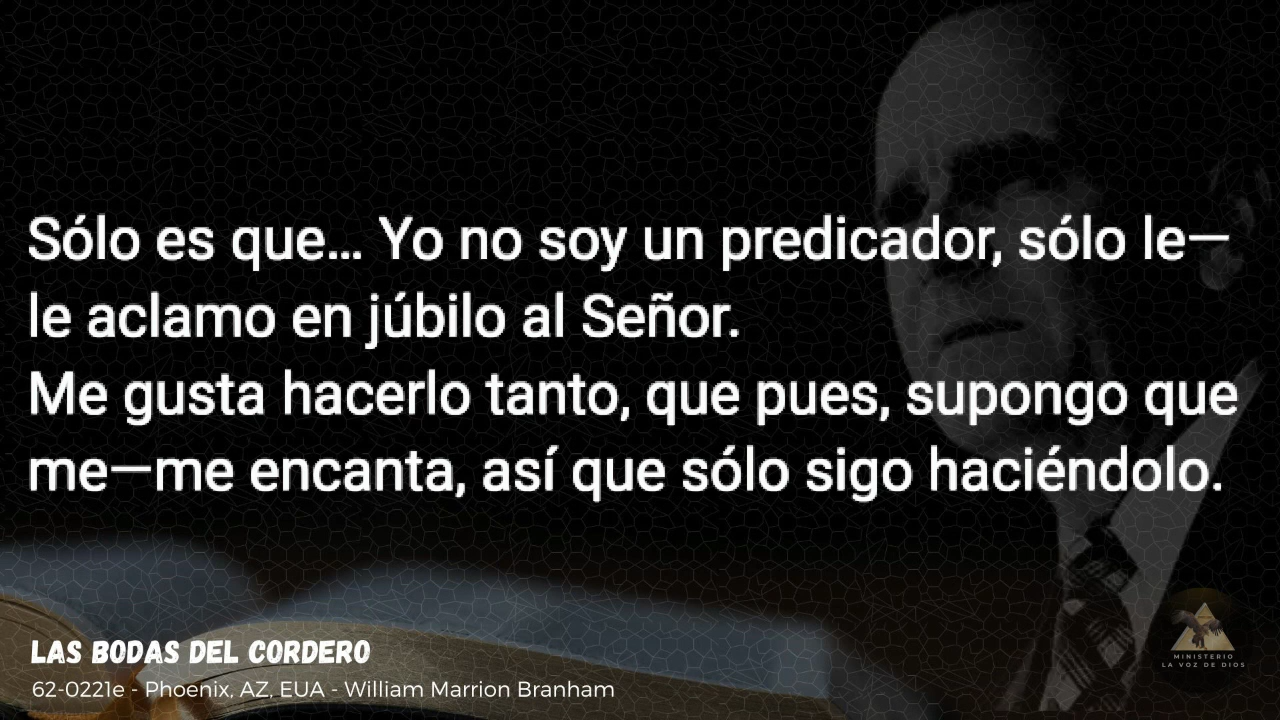 Sólo es que... Yo no soy un predicador, sólo le—
le aclamo en júbilo al Señor.
Me gusta hacerlo tanto, que pues, supongo que
me—me encanta, así que sólo sigo haciéndolo.
LAS BODAS DEL CORDERO
62-0221e - Phoenix, AZ, EUA - William Marrion Branham
MINISTERIO
LA VOZ DE DIOS